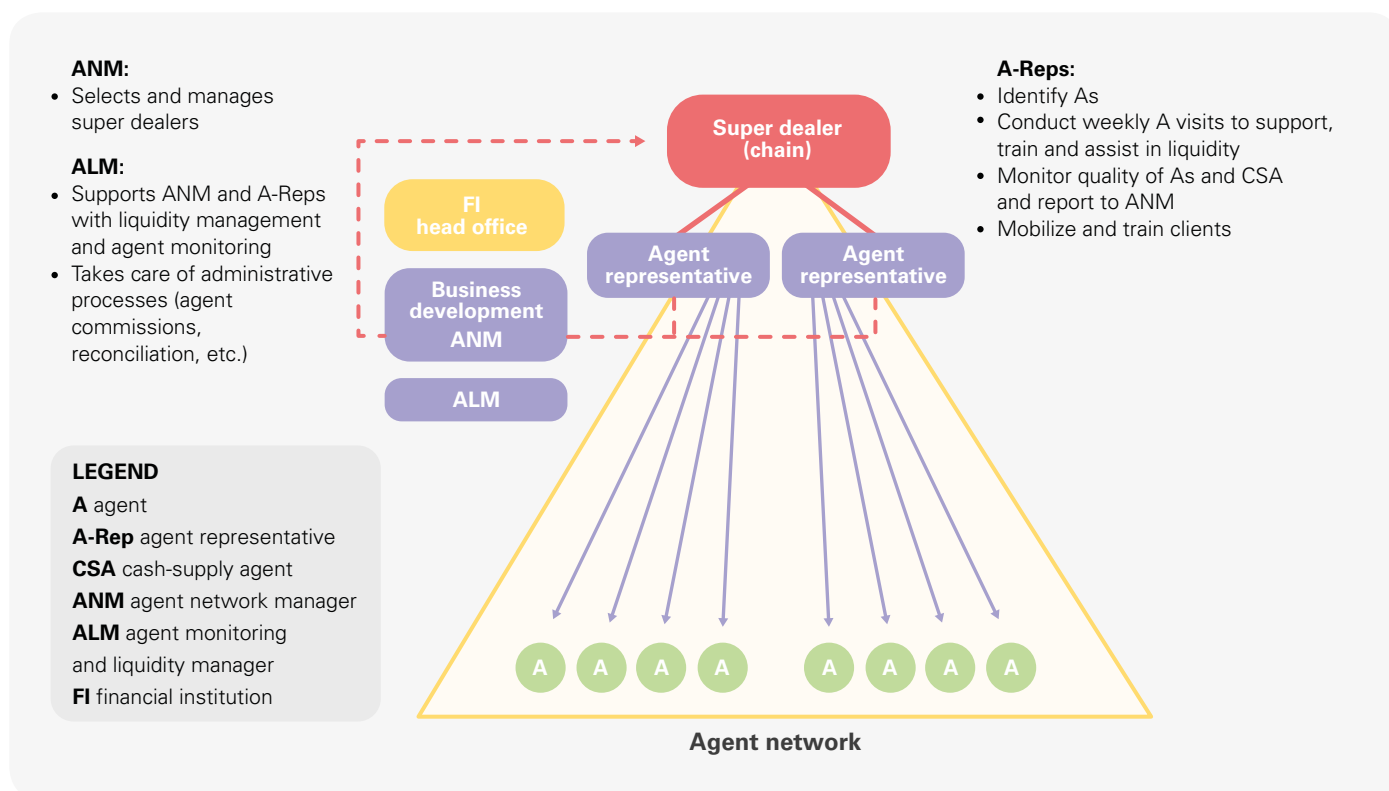 ANM:
• Selects and manages
super dealers
ALM:
• Supports ANM and A-Reps
with liquidity management
and agent monitoring
• Takes care of administrative
processes (agent
commissions,
reconciliation, etc.)
LEGEND
A agent
A-Rep agent representative
CSA cash-supply agent
ANM agent network manager
ALM agent monitoring
and liquidity manager
FI financial institution
FI
head office
Business
development
ANM
ALM
Super dealer
(chain)
Agent
representative
Agent
representative
A A A A A A A A
Agent network
A-Reps:
• Identify As
• Conduct weekly A visits to support,
train and assist in liquidity
• Monitor quality of As and CSA
and report to ANM
• Mobilize and train clients